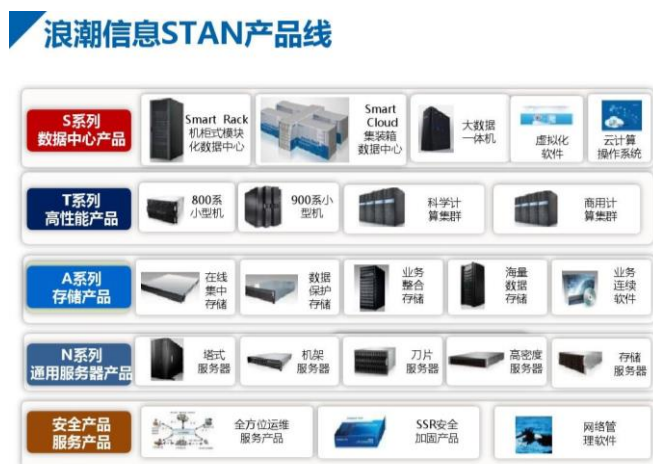 浪潮信息STAN产品线
S系列
数据中心产品
Smart Rack
机柜式模块
化数据中心
Smart
Cloud
集装箱
数据中心
大数据
一体机
虚拟化
软件
云计算
操作系统
T系列
高性能产品
800系
小型机
900系小
型机
科学计
算集群
商用计
算集群
A系列
存储产品
在线
集中
存储
数据
保护
存储
业务
整合
存储
海量
数据
存储
业务
连续
软件
N系列
通用服务器产品
塔式
服务器
机架
服务器
刀片
服务器
高密度
服务器
存储
服务器
安全产品
服务产品
全方位运维
服务产品
SSR安全
加固产品
网络管
理软件